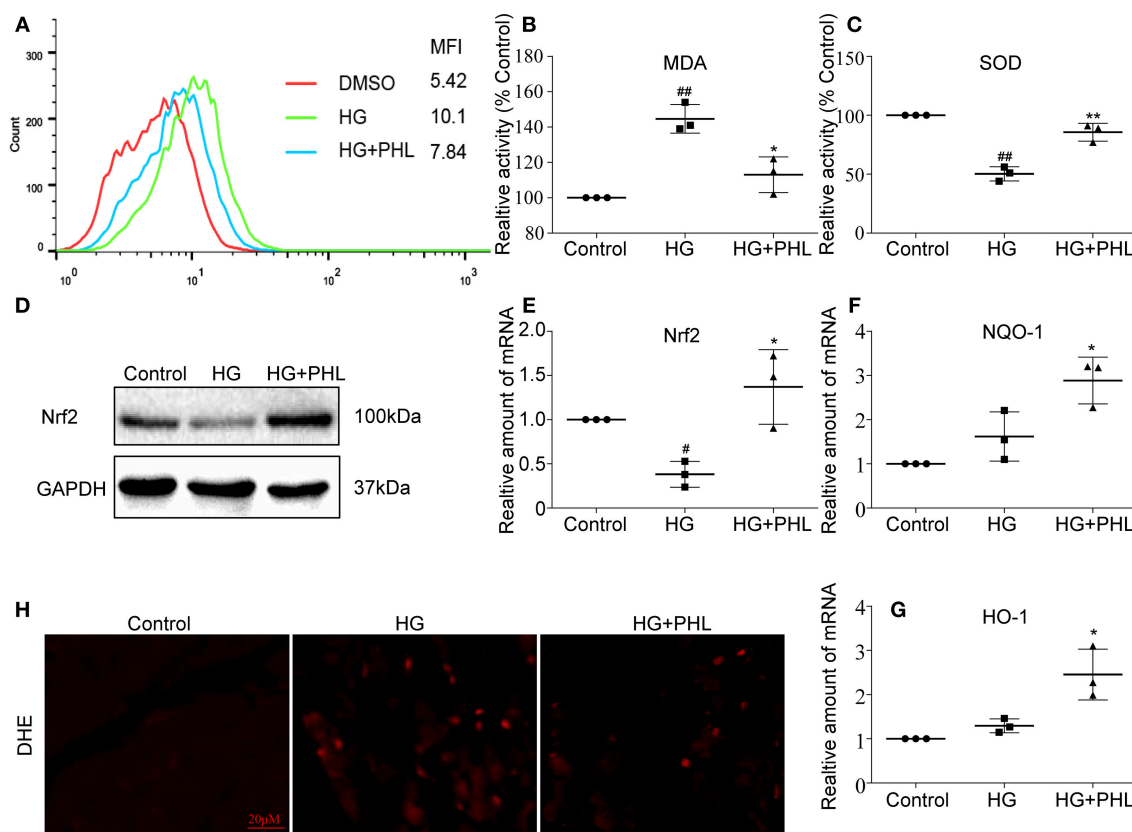 A
MFI
DMSO 5.42
HG 10.1
HG+PHL 7.84
Count
300
200
100
0
10^0 10^1 10^2 10^3
B
MDA
Realtive activity (% Control)
180
160
140
120
100
80
##
*
Control HG HG+PHL
C
SOD
Realtive activity (% Control)
150
100
50
0
##
**
Control HG HG+PHL
D
Control HG HG+PHL
Nrf2 100kDa
GAPDH 37kDa
E
Nrf2
Realtive amount of mRNA
2.0
1.5
1.0
0.5
0
#
*
Control HG HG+PHL
F
NQO-1
Realtive amount of mRNA
4
3
2
1
0
*
Control HG HG+PHL
H
Control HG HG+PHL
DHE
20μM
G
HO-1
Realtive amount of mRNA
4
3
2
1
0
*
Control HG HG+PHL